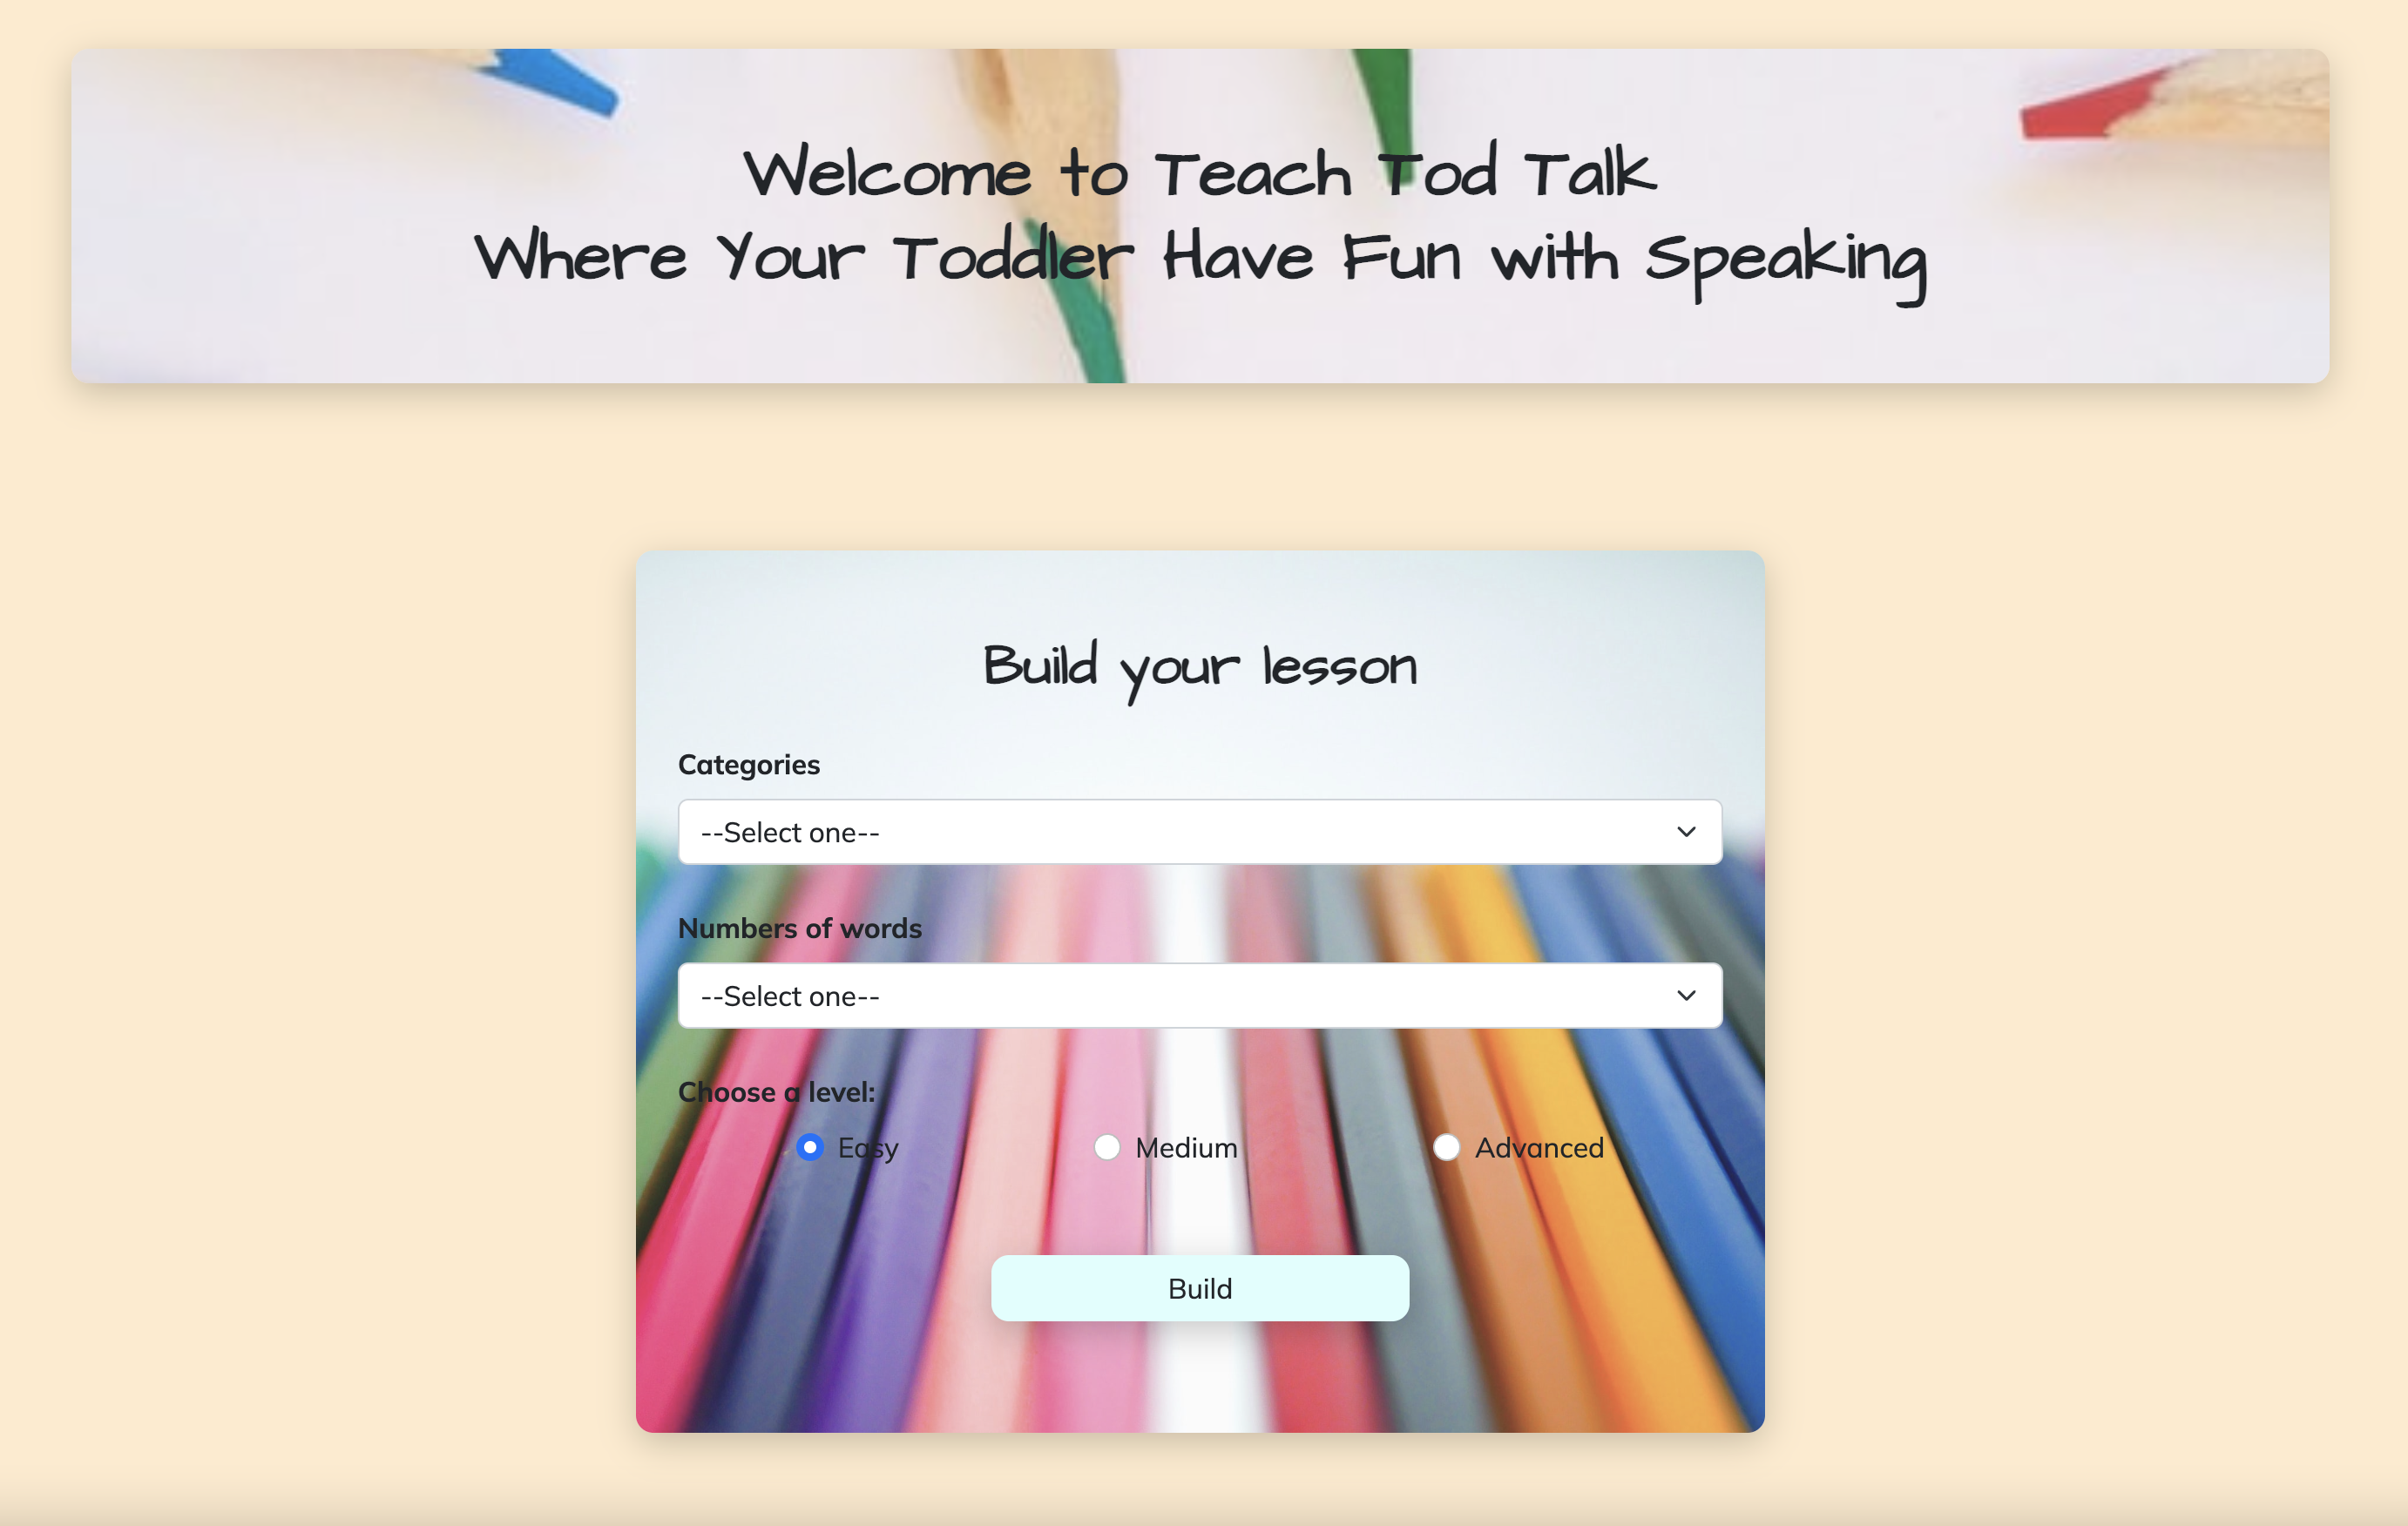 Welcome to Teach Tod Talk
Where Your Toddler Have Fun with Speaking
Build your lesson
Categories
--Select one--
Numbers of words
--Select one--
Choose a level:
Easy Medium Advanced
Build